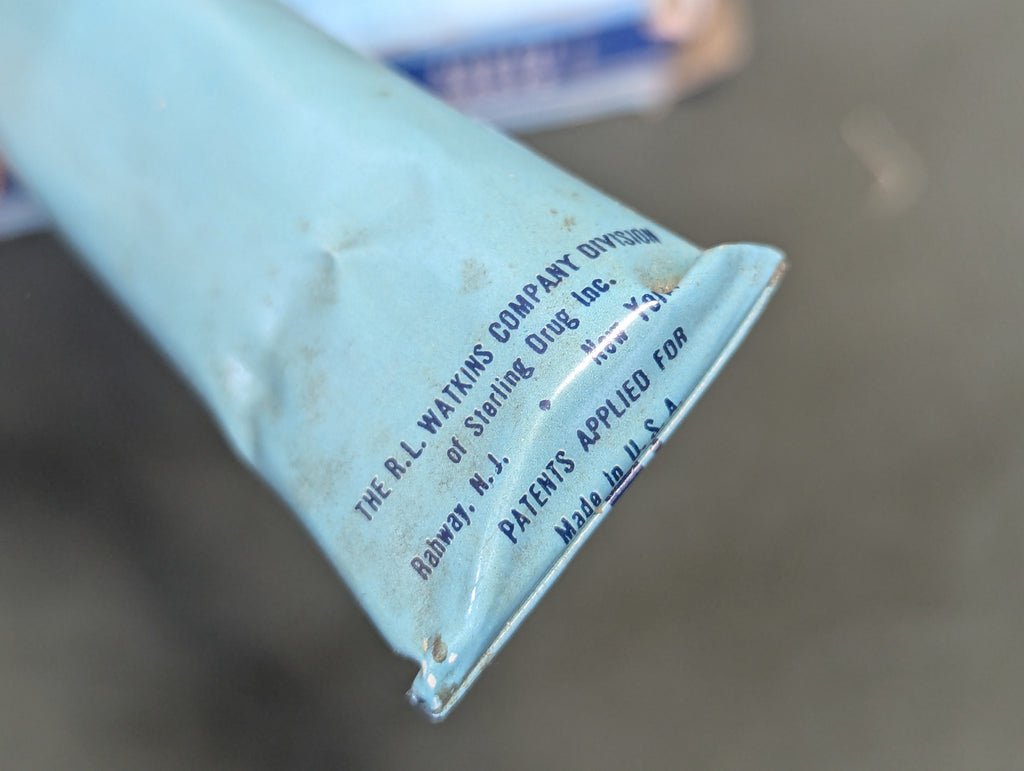 THE R.L. WATKINS COMPANY DIVISION
of Sterling Drug Inc.
Rahway, N.J. • New York
PATENTS APPLIED FOR
Made in U.S.A.